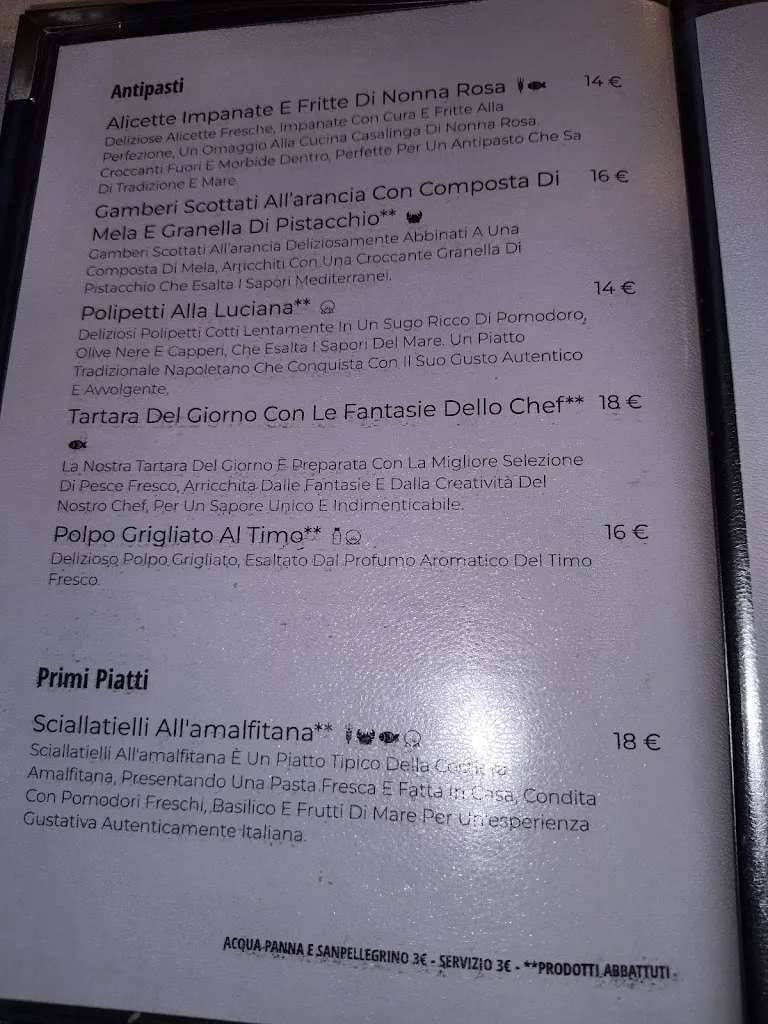 Antipasti
Alicette Impanate E Fritte Di Nonna Rosa 14 €
Deliziose Alicette Fresche, Impanate Con Cura E Fritte Alla
Perfezione, Un Omaggio Alla Cucina Casalinga Di Nonna Rosa.
Croccanti Fuori E Morbide Dentro, Perfette Per Un Antipasto Che Sa
Di Tradizione E Mare.
Gamberi Scottati All'arancia Con Composta Di 16 €
Mela E Granella Di Pistacchio**
Gamberi Scottati All'arancia Deliziosamente Abbinati A Una
Composta Di Mela, Arricchiti Con Una Croccante Granella Di
Pistacchio Che Esalta I Sapori Mediterranei.
Polipetti Alla Luciana** 14 €
Deliziosi Polipetti Cotti Lentamente In Un Sugo Ricco Di Pomodoro,
Olive Nere E Capperi, Che Esalta I Sapori Del Mare. Un Piatto
Tradizionale Napoletano Che Conquista Con Il Suo Gusto Autentico
E Avvolgente.
Tartara Del Giorno Con Le Fantasie Dello Chef** 18 €
La Nostra Tartara Del Giorno È Preparata Con La Migliore Selezione
Di Pesce Fresco, Arricchita Dalle Fantasie E Dalla Creatività Del
Nostro Chef, Per Un Sapore Unico E Indimenticabile.
Polpo Grigliato Al Timo** 16 €
Delizioso Polpo Grigliato, Esaltato Dal Profumo Aromatico Del Timo
Fresco.
Primi Piatti
Sciallatielli All'amalfitana** 18 €
Sciallatielli All'amalfitana È Un Piatto Tipico Della Costiera
Amalfitana, Presentando Una Pasta Fresca E Fatta In Casa, Condita
Con Pomodori Freschi, Basilico E Frutti Di Mare Per Un'esperienza
Gustativa Autenticamente Italiana.
ACQUA PANNA E SANPELLEGRINO 3€ - SERVIZIO 3€ - **PRODOTTI ABBATTUTI -